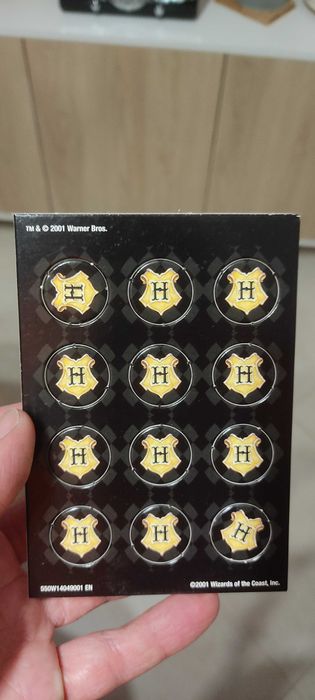 TM & © 2001 Warner Bros.
H H H
H H H
H H H
H H H
550W14049001 EN
©2001 Wizards of the Coast, Inc.